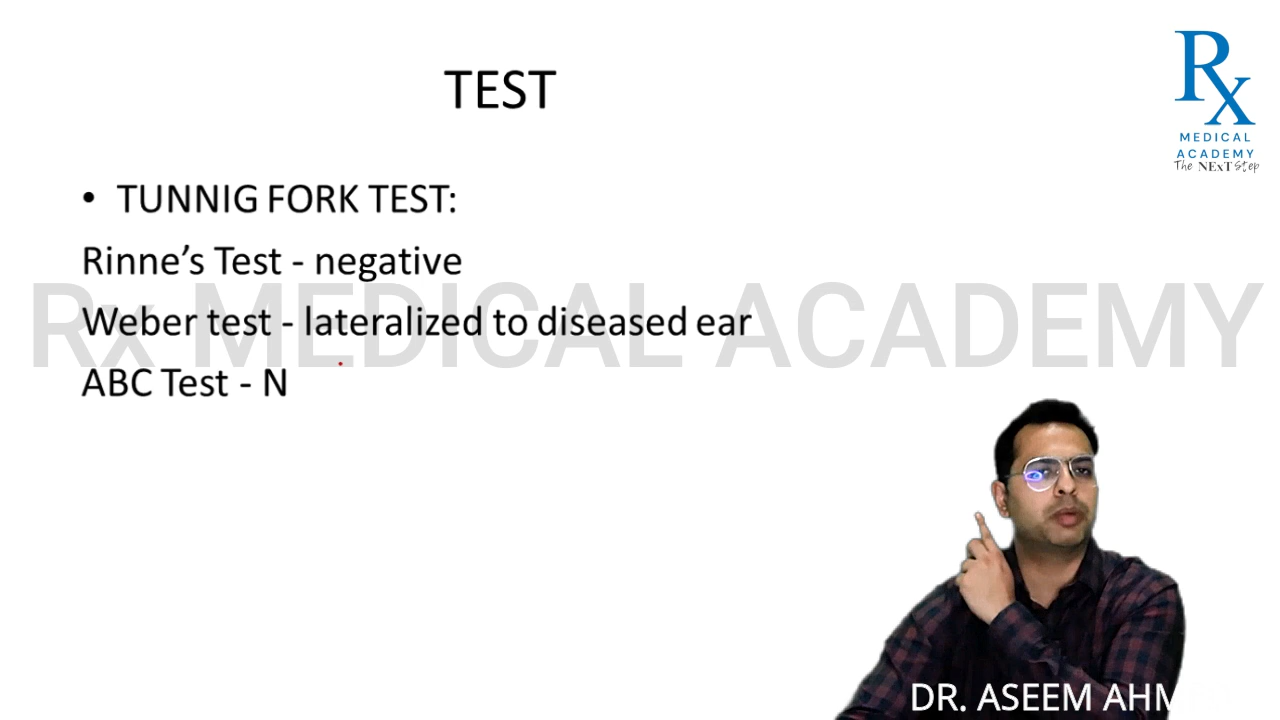 TEST
Rx
MEDICAL
ACADEMY
The NExT Step
• TUNNIG FORK TEST:
Rinne’s Test - negative
Weber test - lateralized to diseased ear
ABC Test - N
Rx MEDICAL ACADEMY
DR. ASEEM